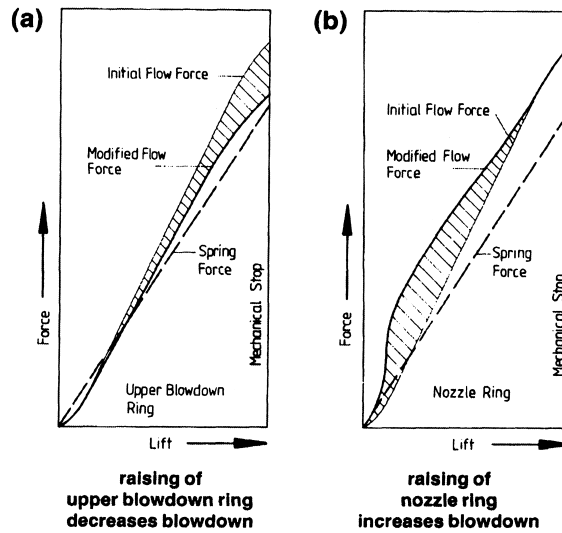 (a)
Initial Flow Force
Modified Flow
Force
Spring
Force
Mechanical Stop
Force
Upper Blowdown
Ring
Lift
raising of
upper blowdown ring
decreases blowdown
(b)
Initial Flow
Force
Modified Flow
Force
Spring
Force
Mechanical Stop
Force
Nozzle Ring
Lift
raising of
nozzle ring
increases blowdown